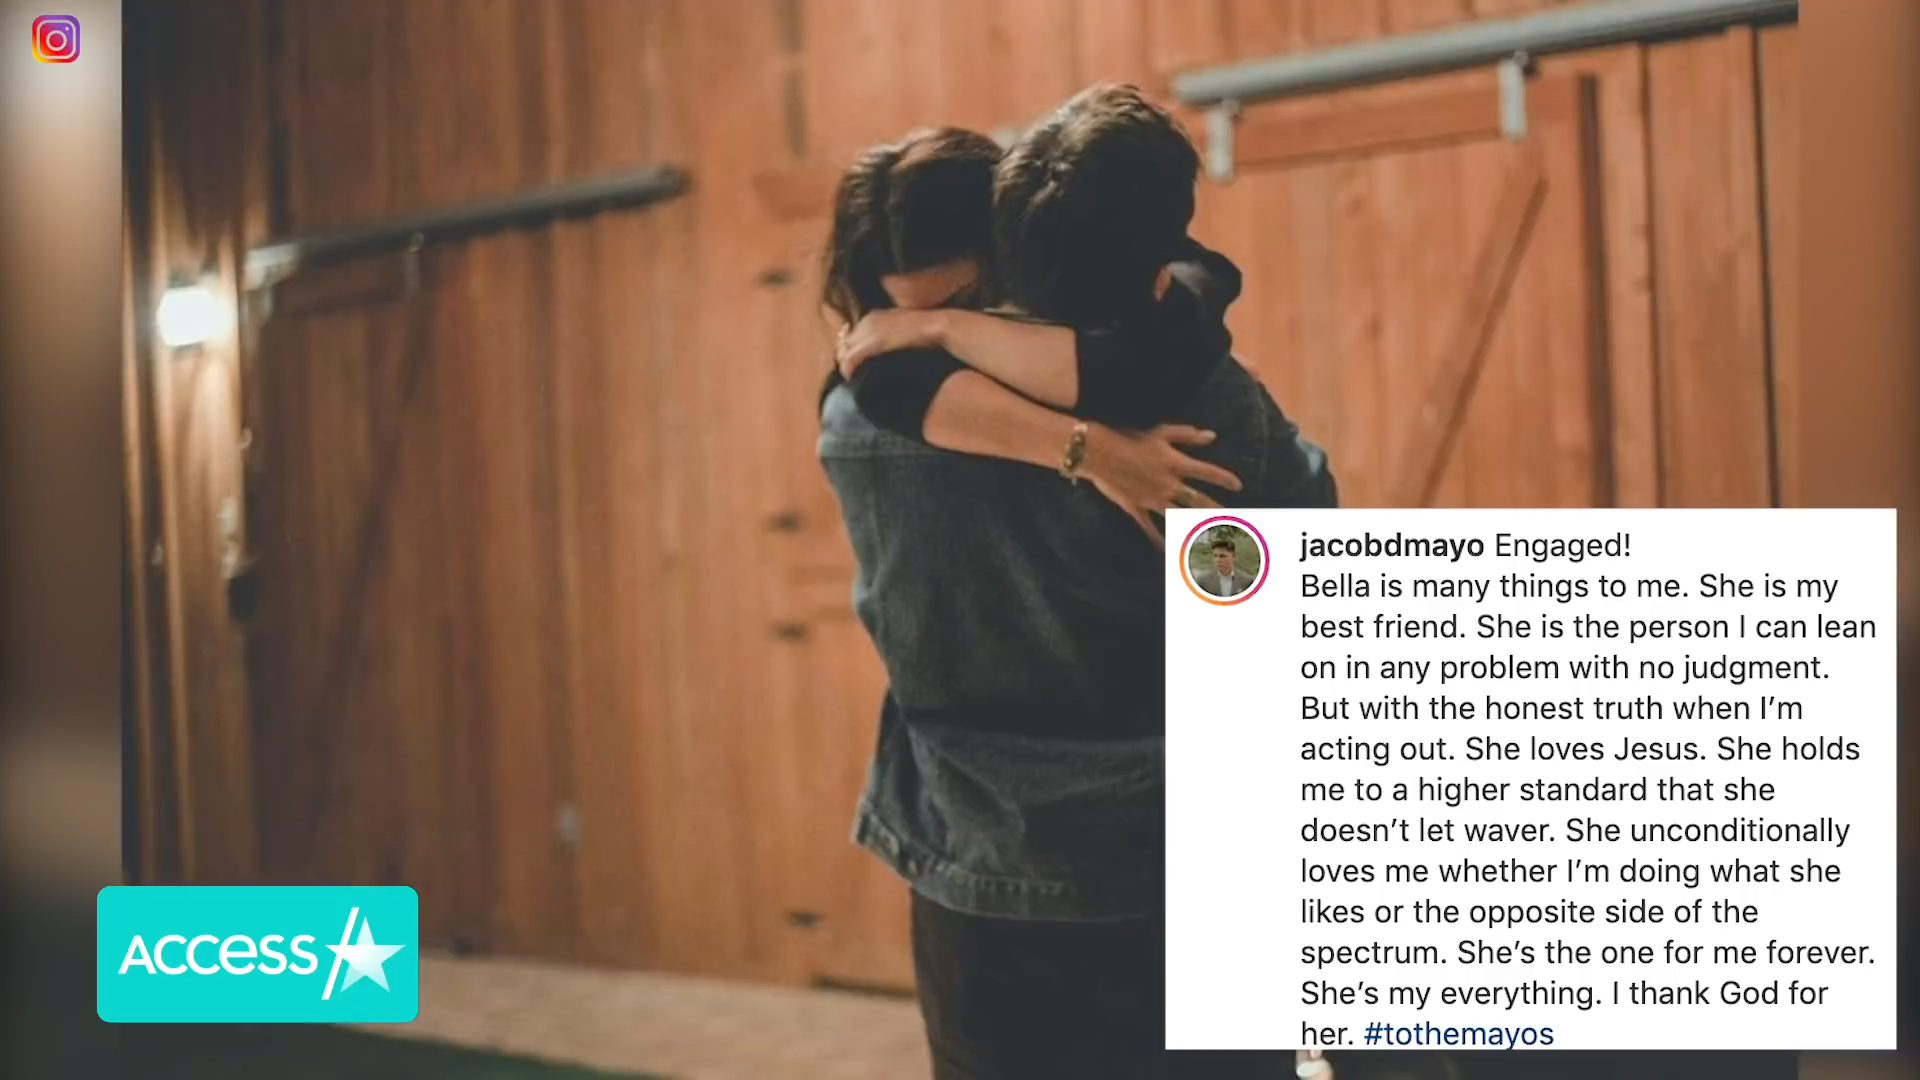 jacobdmayo Engaged!
Bella is many things to me. She is my
best friend. She is the person I can lean
on in any problem with no judgment.
But with the honest truth when I’m
acting out. She loves Jesus. She holds
me to a higher standard that she
doesn’t let waver. She unconditionally
loves me whether I’m doing what she
likes or the opposite side of the
spectrum. She’s the one for me forever.
She’s my everything. I thank God for
her. #tothemayos
ACCESS